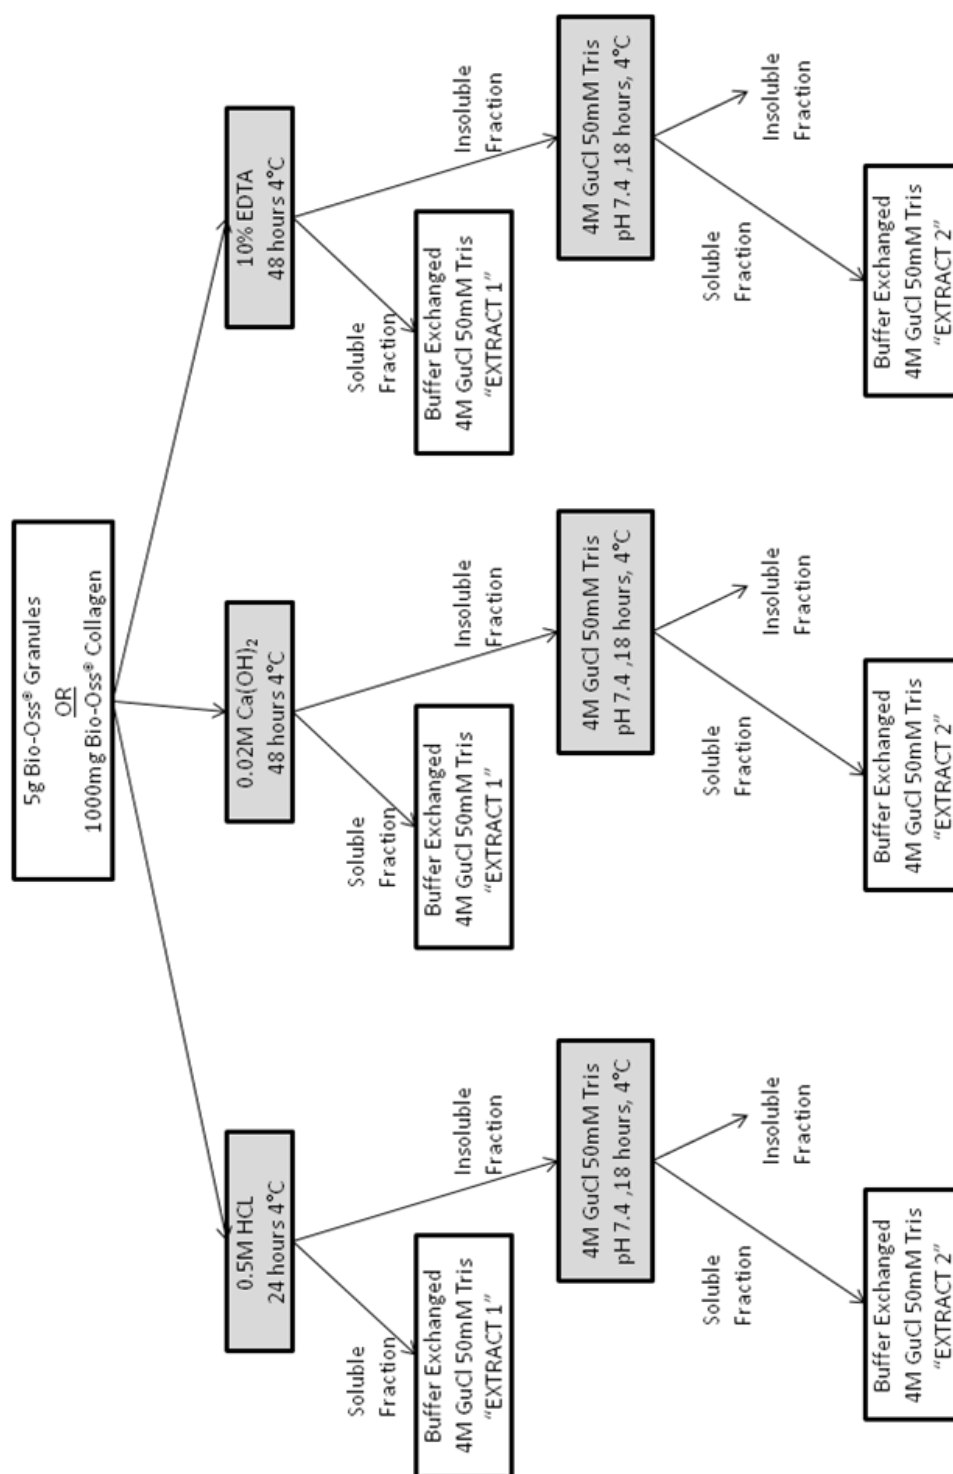 5g Bio-Oss® Granules
OR
1000mg Bio-Oss® Collagen
0.5M HCL
24 hours 4°C
0.02M Ca(OH)₂
48 hours 4°C
10% EDTA
48 hours 4°C
Soluble
Fraction
Insoluble
Fraction
Soluble
Fraction
Insoluble
Fraction
Soluble
Fraction
Insoluble
Fraction
Buffer Exchanged
4M GuCl 50mM Tris
“EXTRACT 1”
Buffer Exchanged
4M GuCl 50mM Tris
“EXTRACT 1”
Buffer Exchanged
4M GuCl 50mM Tris
“EXTRACT 1”
4M GuCl 50mM Tris
pH 7.4 ,18 hours, 4°C
4M GuCl 50mM Tris
pH 7.4 ,18 hours, 4°C
4M GuCl 50mM Tris
pH 7.4 ,18 hours, 4°C
Soluble
Fraction
Insoluble
Fraction
Soluble
Fraction
Insoluble
Fraction
Soluble
Fraction
Insoluble
Fraction
Buffer Exchanged
4M GuCl 50mM Tris
“EXTRACT 2”
Buffer Exchanged
4M GuCl 50mM Tris
“EXTRACT 2”
Buffer Exchanged
4M GuCl 50mM Tris
“EXTRACT 2”